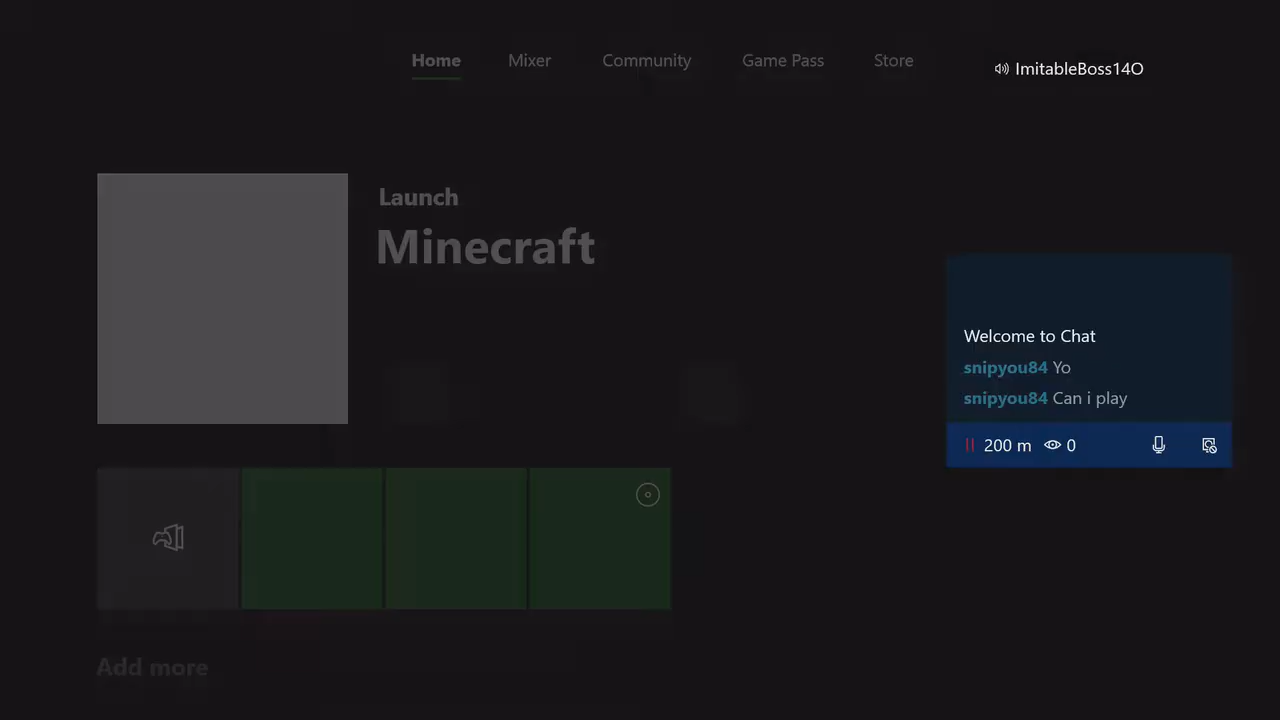 Home Mixer Community Game Pass Store
ImitableBoss14O
Launch
Minecraft
Welcome to Chat
snipyou84 Yo
snipyou84 Can i play
200 m 0
Add more